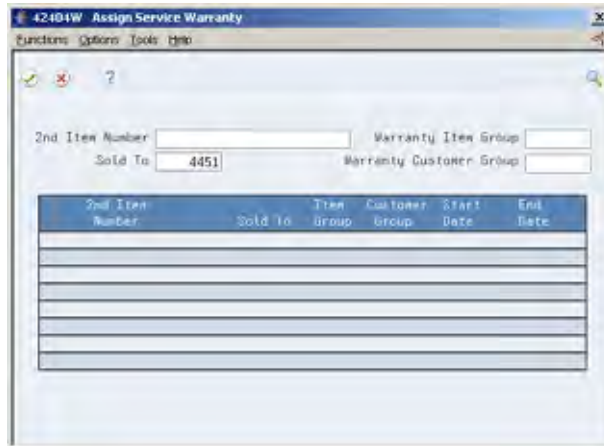 42404W Assign Service Warranty
Functions Options Tools Help
?
2nd Item Number Warranty Item Group
Sold To 4451 Warranty Customer Group
2nd Item Item Customer Start End
Number Sold To Group Group Date Date